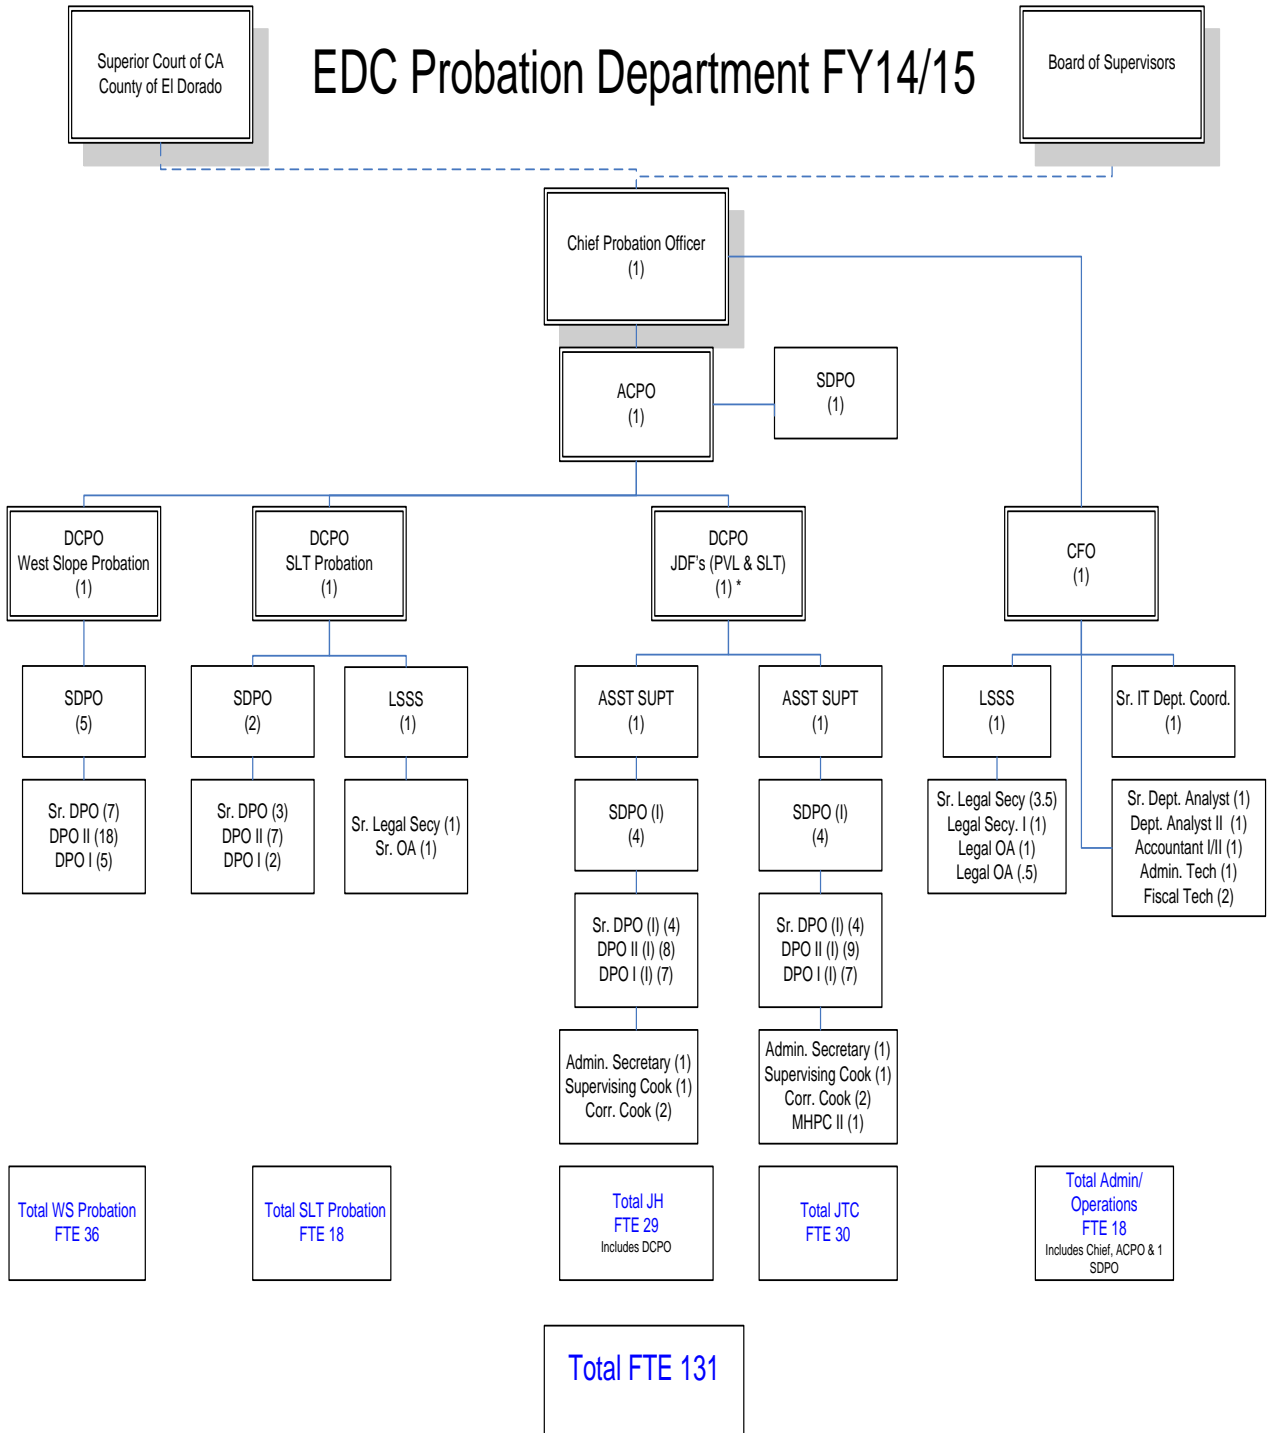 Superior Court of CA
County of El Dorado
EDC Probation Department FY14/15
Board of Supervisors
Chief Probation Officer
(1)
ACPO
(1)
SDPO
(1)
DCPO
West Slope Probation
(1)
DCPO
SLT Probation
(1)
DCPO
JDF's (PVL & SLT)
(1) *
CFO
(1)
SDPO
(5)
SDPO
(2)
LSSS
(1)
ASST SUPT
(1)
ASST SUPT
(1)
LSSS
(1)
Sr. IT Dept. Coord.
(1)
Sr. DPO (7)
DPO II (18)
DPO I (5)
Sr. DPO (3)
DPO II (7)
DPO I (2)
Sr. Legal Secy (1)
Sr. OA (1)
SDPO (I)
(4)
SDPO (I)
(4)
Sr. Legal Secy (3.5)
Legal Secy. I (1)
Legal OA (1)
Legal OA (.5)
Sr. Dept. Analyst (1)
Dept. Analyst II (1)
Accountant I/II (1)
Admin. Tech (1)
Fiscal Tech (2)
Sr. DPO (I) (4)
DPO II (I) (8)
DPO I (I) (7)
Sr. DPO (I) (4)
DPO II (I) (9)
DPO I (I) (7)
Admin. Secretary (1)
Supervising Cook (1)
Corr. Cook (2)
Admin. Secretary (1)
Supervising Cook (1)
Corr. Cook (2)
MHPC II (1)
Total WS Probation
FTE 36
Total SLT Probation
FTE 18
Total JH
FTE 29
Includes DCPO
Total JTC
FTE 30
Total Admin/
Operations
FTE 18
Includes Chief, ACPO & 1
SDPO
Total FTE 131